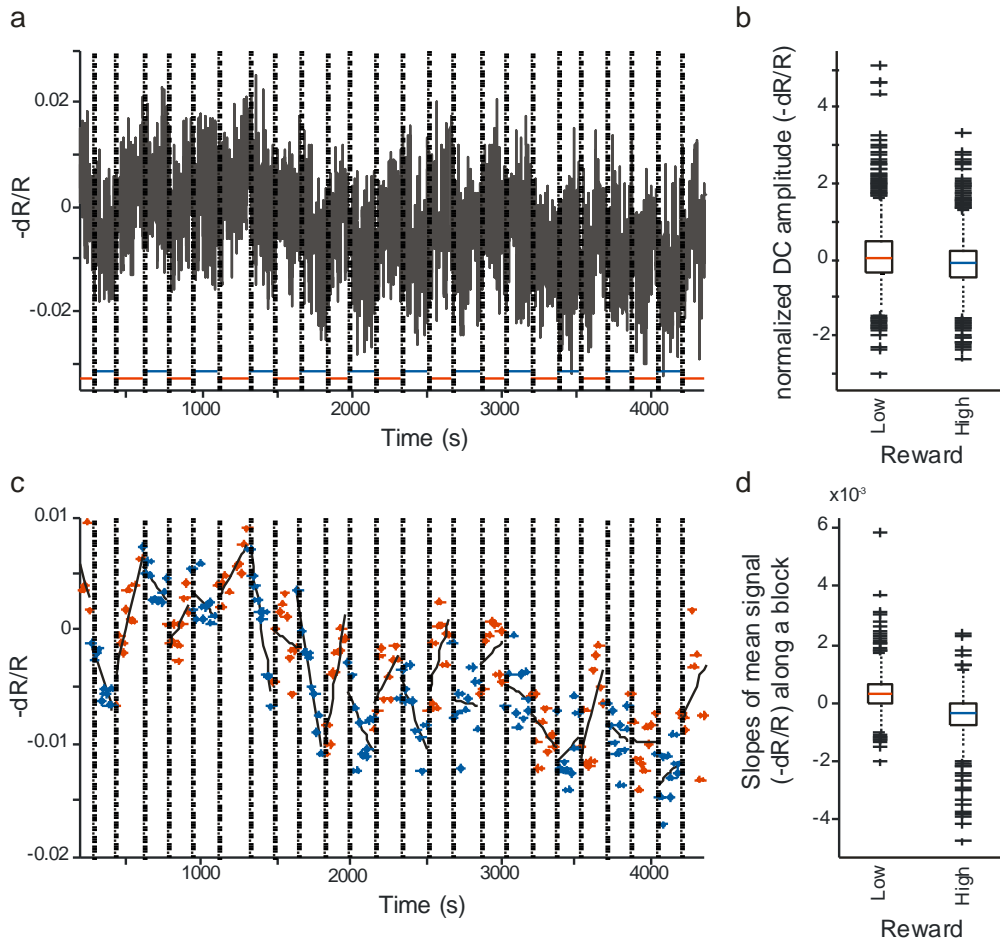 a
b
0.02
0
-0.02
-dR/R
1000
2000
3000
4000
Time (s)
normalized DC amplitude (-dR/R)
4
2
0
-2
Low
High
Reward
c
d
0.01
0
-0.01
-0.02
-dR/R
1000
2000
3000
4000
Time (s)
x10-3
Slopes of mean signal
(-dR/R) along a block
6
4
2
0
-2
-4
Low
High
Reward